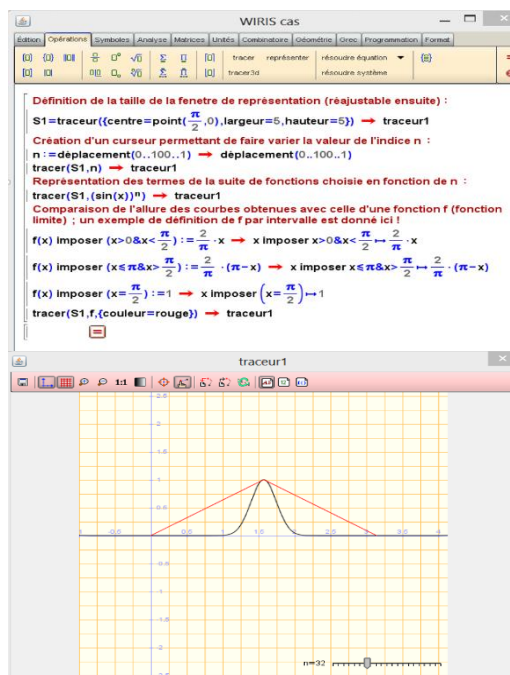 WIRIS cas
Édition Opérations Symboles Analyse Matrices Unités Combinatoire Géométrie Grec Programmation Format
tracer représenter résoudre équation
tracer3d résoudre système
Définition de la taille de la fenetre de représentation (réajustable ensuite) :
S1=traceur({centre=point(π/2,0),largeur=5,hauteur=5}) → traceur1
Création d'un curseur permettant de faire varier la valeur de l'indice n :
n:=déplacement(0..100..1) → déplacement(0..100..1)
tracer(S1,n) → traceur1
Représentation des termes de la suite de fonctions choisie en fonction de n :
tracer(S1,(sin(x))ⁿ) → traceur1
Comparaison de l'allure des courbes obtenues avec celle d'une fonction f (fonction
limite) ; un exemple de définition de f par intervalle est donné ici !
f(x) imposer (x>0&x<π/2):=2/π·x → x imposer x>0&x<π/2↦2/π·x
f(x) imposer (x≤π&x>π/2):=2/π·(π-x) → x imposer x≤π&x>π/2↦2/π·(π-x)
f(x) imposer (x=π/2):=1 → x imposer (x=π/2)↦1
tracer(S1,f,{couleur=rouge}) → traceur1
=
traceur1
1:1
n=32